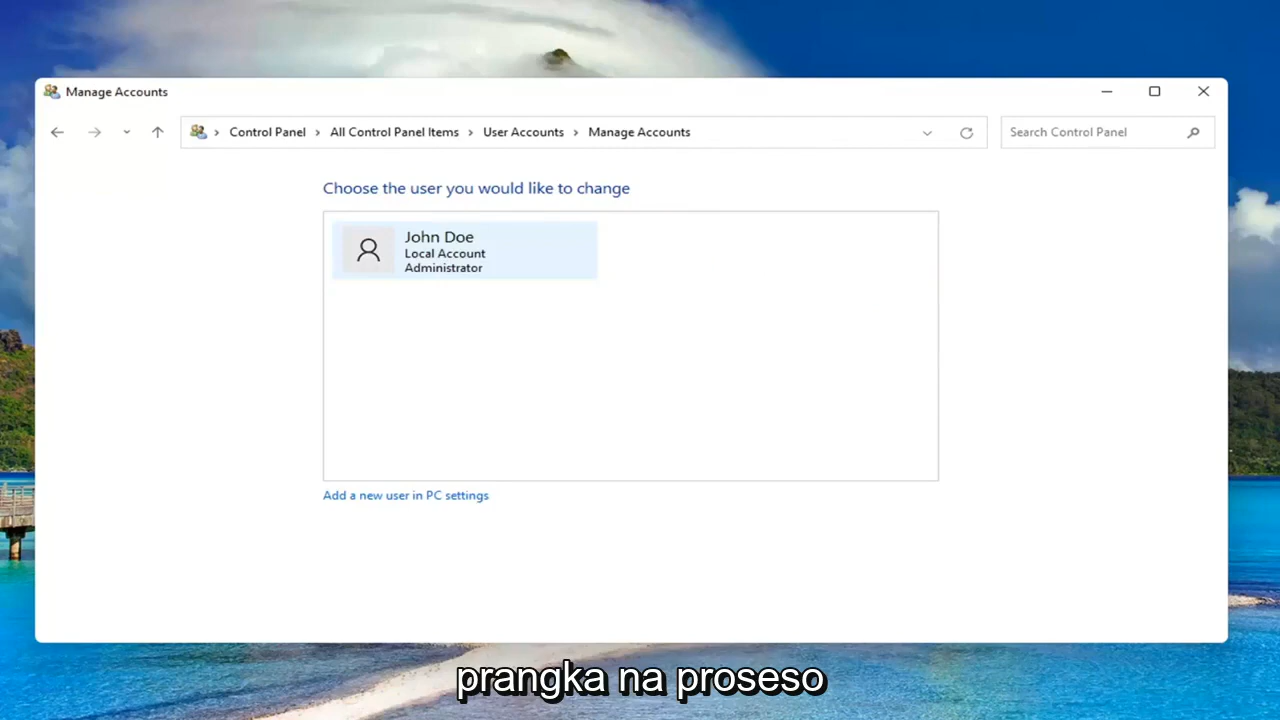 Manage Accounts
Control Panel > All Control Panel Items > User Accounts > Manage Accounts
Search Control Panel
Choose the user you would like to change
John Doe
Local Account
Administrator
Add a new user in PC settings
prangka na proseso